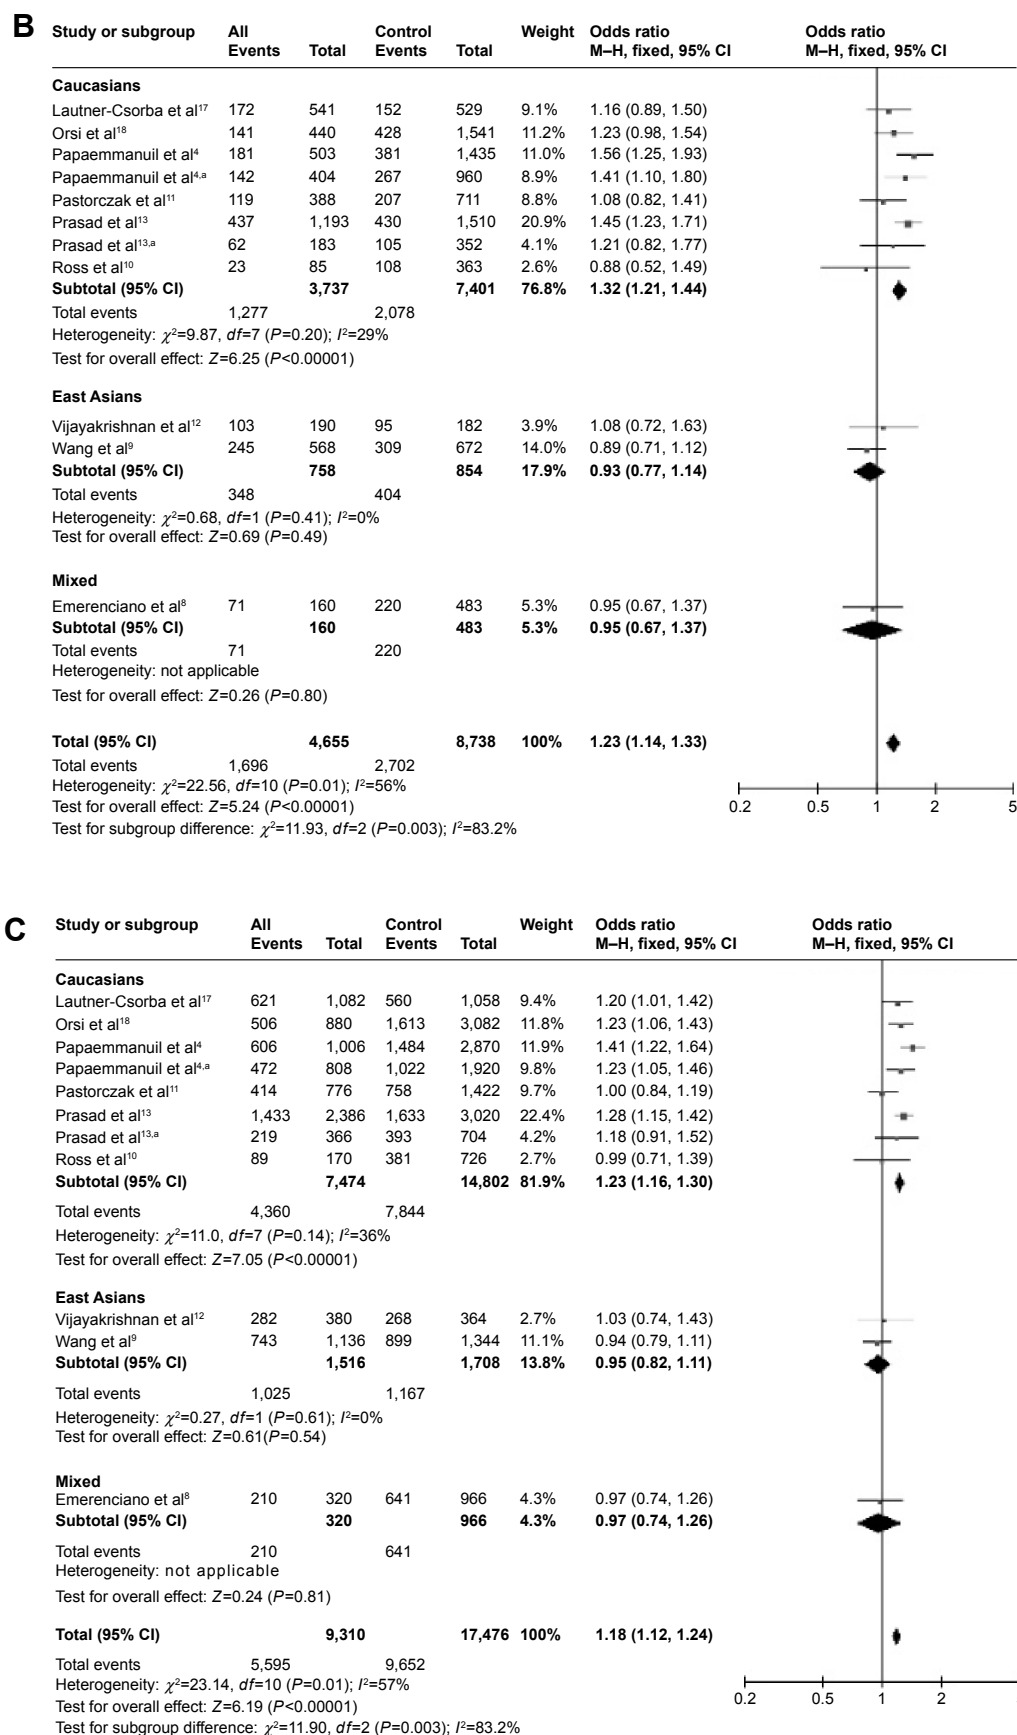 B Study or subgroup All Control Weight Odds ratio Odds ratio
Events Total Events Total M–H, fixed, 95% CI M–H, fixed, 95% CI
Caucasians
Lautner-Csorba et al¹⁷ 172 541 152 529 9.1% 1.16 (0.89, 1.50)
Orsi et al¹⁸ 141 440 428 1,541 11.2% 1.23 (0.98, 1.54)
Papaemmanuil et al⁴ 181 503 381 1,435 11.0% 1.56 (1.25, 1.93)
Papaemmanuil et al⁴,ᵃ 142 404 267 960 8.9% 1.41 (1.10, 1.80)
Pastorczak et al¹¹ 119 388 207 711 8.8% 1.08 (0.82, 1.41)
Prasad et al¹³ 437 1,193 430 1,510 20.9% 1.45 (1.23, 1.71)
Prasad et al¹³,ᵃ 62 183 105 352 4.1% 1.21 (0.82, 1.77)
Ross et al¹⁰ 23 85 108 363 2.6% 0.88 (0.52, 1.49)
Subtotal (95% CI) 3,737 7,401 76.8% 1.32 (1.21, 1.44)
Total events 1,277 2,078
Heterogeneity: χ²=9.87, df=7 (P=0.20); I²=29%
Test for overall effect: Z=6.25 (P<0.00001)
East Asians
Vijayakrishnan et al¹² 103 190 95 182 3.9% 1.08 (0.72, 1.63)
Wang et al⁹ 245 568 309 672 14.0% 0.89 (0.71, 1.12)
Subtotal (95% CI) 758 854 17.9% 0.93 (0.77, 1.14)
Total events 348 404
Heterogeneity: χ²=0.68, df=1 (P=0.41); I²=0%
Test for overall effect: Z=0.69 (P=0.49)
Mixed
Emerenciano et al⁸ 71 160 220 483 5.3% 0.95 (0.67, 1.37)
Subtotal (95% CI) 160 483 5.3% 0.95 (0.67, 1.37)
Total events 71 220
Heterogeneity: not applicable
Test for overall effect: Z=0.26 (P=0.80)
Total (95% CI) 4,655 8,738 100% 1.23 (1.14, 1.33)
Total events 1,696 2,702
Heterogeneity: χ²=22.56, df=10 (P=0.01); I²=56%
Test for overall effect: Z=5.24 (P<0.00001)
0.2 0.5 1 2 5
Test for subgroup difference: χ²=11.93, df=2 (P=0.003); I²=83.2%
C Study or subgroup All Control Weight Odds ratio Odds ratio
Events Total Events Total M–H, fixed, 95% CI M–H, fixed, 95% CI
Caucasians
Lautner-Csorba et al¹⁷ 621 1,082 560 1,058 9.4% 1.20 (1.01, 1.42)
Orsi et al¹⁸ 506 880 1,613 3,082 11.8% 1.23 (1.06, 1.43)
Papaemmanuil et al⁴ 606 1,006 1,484 2,870 11.9% 1.41 (1.22, 1.64)
Papaemmanuil et al⁴,ᵃ 472 808 1,022 1,920 9.8% 1.23 (1.05, 1.46)
Pastorczak et al¹¹ 414 776 758 1,422 9.7% 1.00 (0.84, 1.19)
Prasad et al¹³ 1,433 2,386 1,633 3,020 22.4% 1.28 (1.15, 1.42)
Prasad et al¹³,ᵃ 219 366 393 704 4.2% 1.18 (0.91, 1.52)
Ross et al¹⁰ 89 170 381 726 2.7% 0.99 (0.71, 1.39)
Subtotal (95% CI) 7,474 14,802 81.9% 1.23 (1.16, 1.30)
Total events 4,360 7,844
Heterogeneity: χ²=11.0, df=7 (P=0.14); I²=36%
Test for overall effect: Z=7.05 (P<0.00001)
East Asians
Vijayakrishnan et al¹² 282 380 268 364 2.7% 1.03 (0.74, 1.43)
Wang et al⁹ 743 1,136 899 1,344 11.1% 0.94 (0.79, 1.11)
Subtotal (95% CI) 1,516 1,708 13.8% 0.95 (0.82, 1.11)
Total events 1,025 1,167
Heterogeneity: χ²=0.27, df=1 (P=0.61); I²=0%
Test for overall effect: Z=0.61(P=0.54)
Mixed
Emerenciano et al⁸ 210 320 641 966 4.3% 0.97 (0.74, 1.26)
Subtotal (95% CI) 320 966 4.3% 0.97 (0.74, 1.26)
Total events 210 641
Heterogeneity: not applicable
Test for overall effect: Z=0.24 (P=0.81)
Total (95% CI) 9,310 17,476 100% 1.18 (1.12, 1.24)
Total events 5,595 9,652
Heterogeneity: χ²=23.14, df=10 (P=0.01); I²=57%
0.2 0.5 1 2
Test for overall effect: Z=6.19 (P<0.00001)
Test for subgroup difference: χ²=11.90, df=2 (P=0.003); I²=83.2%